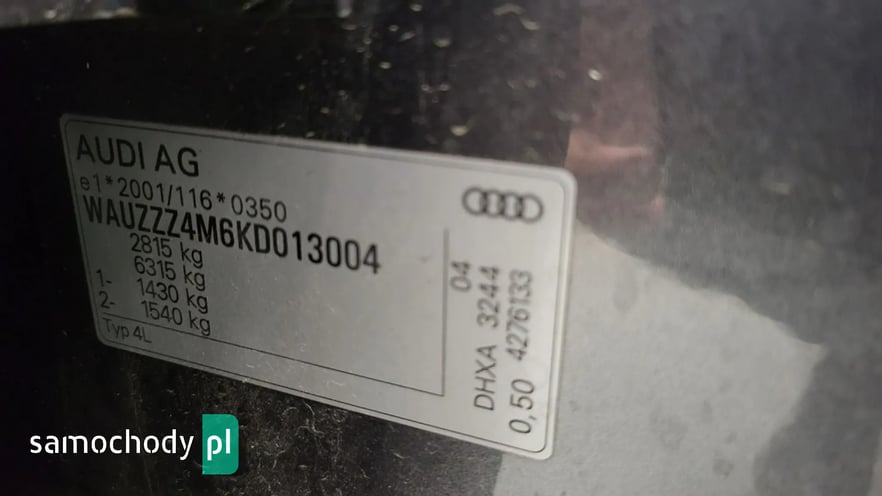 AUDI AG
e1*2001/116*0350
WAUZZZ4M6KD013004
2815 kg
6315 kg
1- 1430 kg
2- 1540 kg
Typ 4L
04
DHXA 3244
0,50 4276133
samochody pl